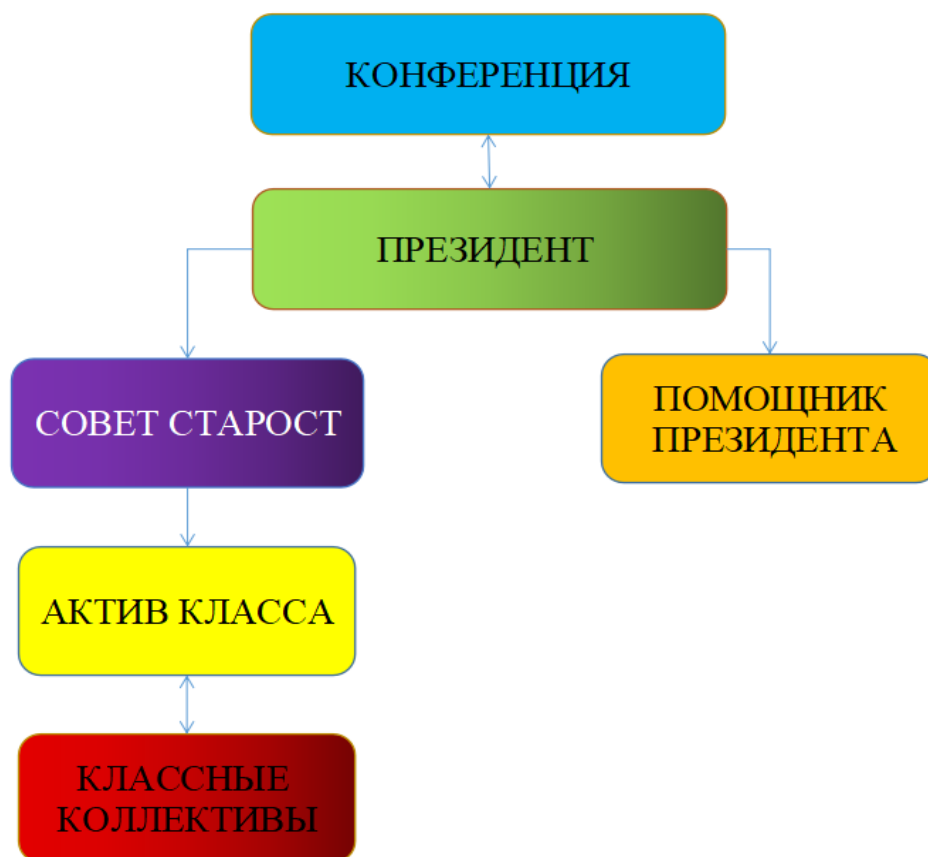 КОНФЕРЕНЦИЯ
ПРЕЗИДЕНТ
СОВЕТ СТАРОСТ
ПОМОЩНИК
ПРЕЗИДЕНТА
АКТИВ КЛАССА
КЛАССНЫЕ
КОЛЛЕКТИВЫ